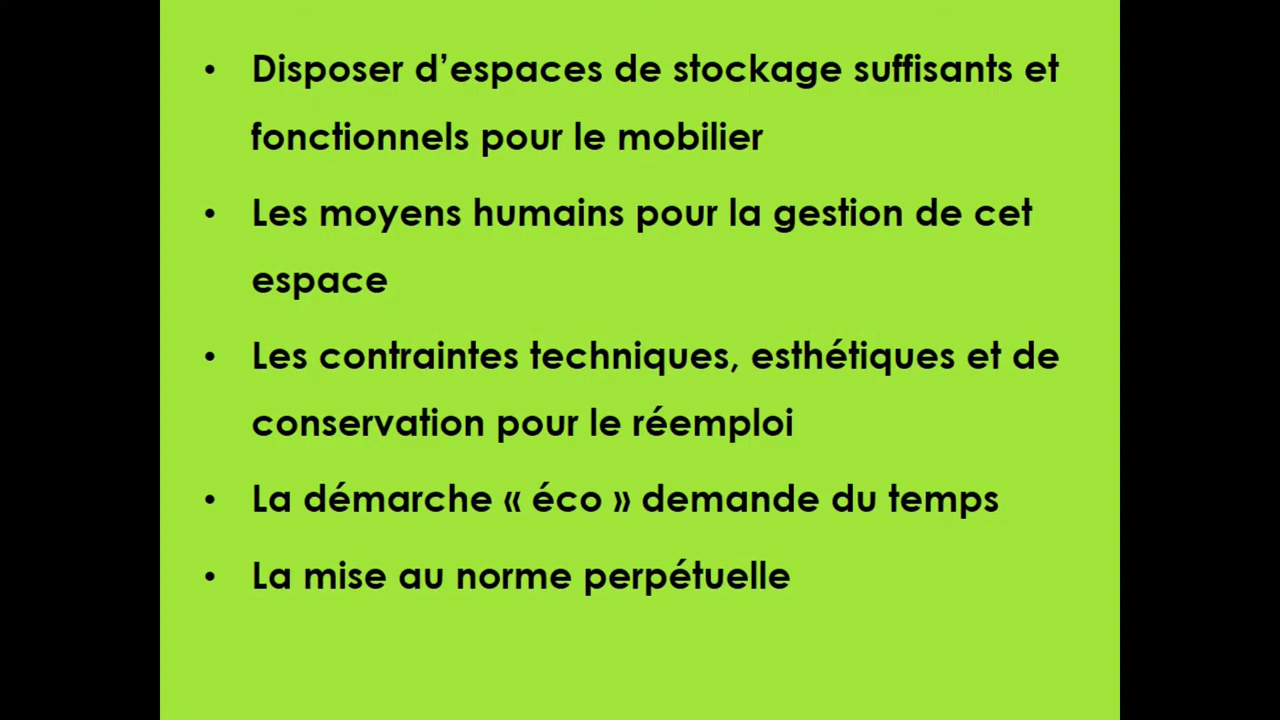 • Disposer d’espaces de stockage suffisants et
fonctionnels pour le mobilier
• Les moyens humains pour la gestion de cet
espace
• Les contraintes techniques, esthétiques et de
conservation pour le réemploi
• La démarche « éco » demande du temps
• La mise au norme perpétuelle